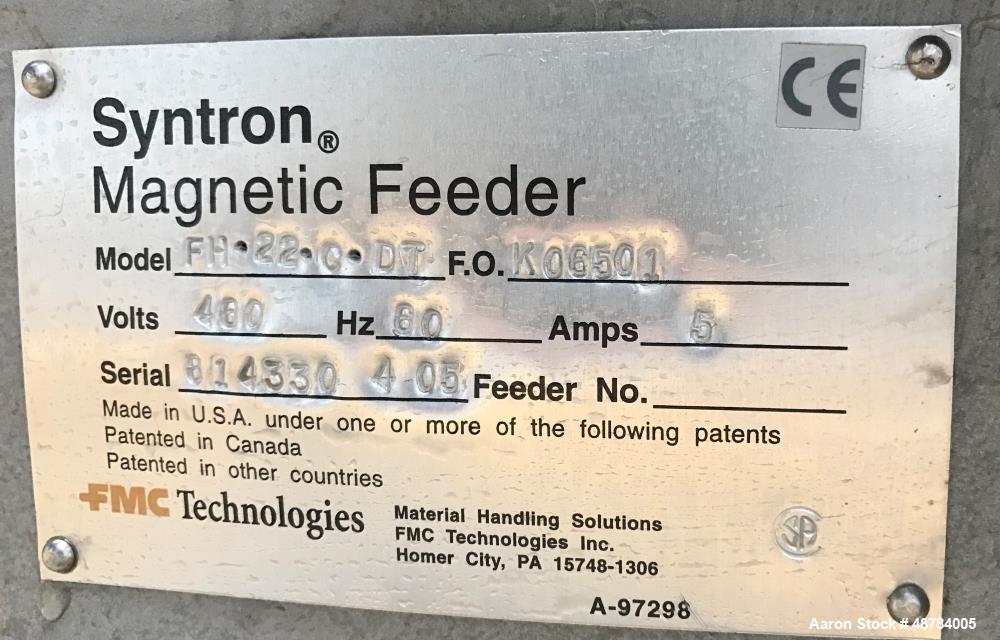 CE
Syntron®
Magnetic Feeder
Model FH•22•C•DT F.O. K06501
Volts 460 Hz 60 Amps 5
Serial 814330 4 05 Feeder No.
Made in U.S.A. under one or more of the following patents
Patented in Canada
Patented in other countries
FMC Technologies
Material Handling Solutions
FMC Technologies Inc.
Homer City, PA 15748-1306
A-97298
Aaron Stock # 46784005